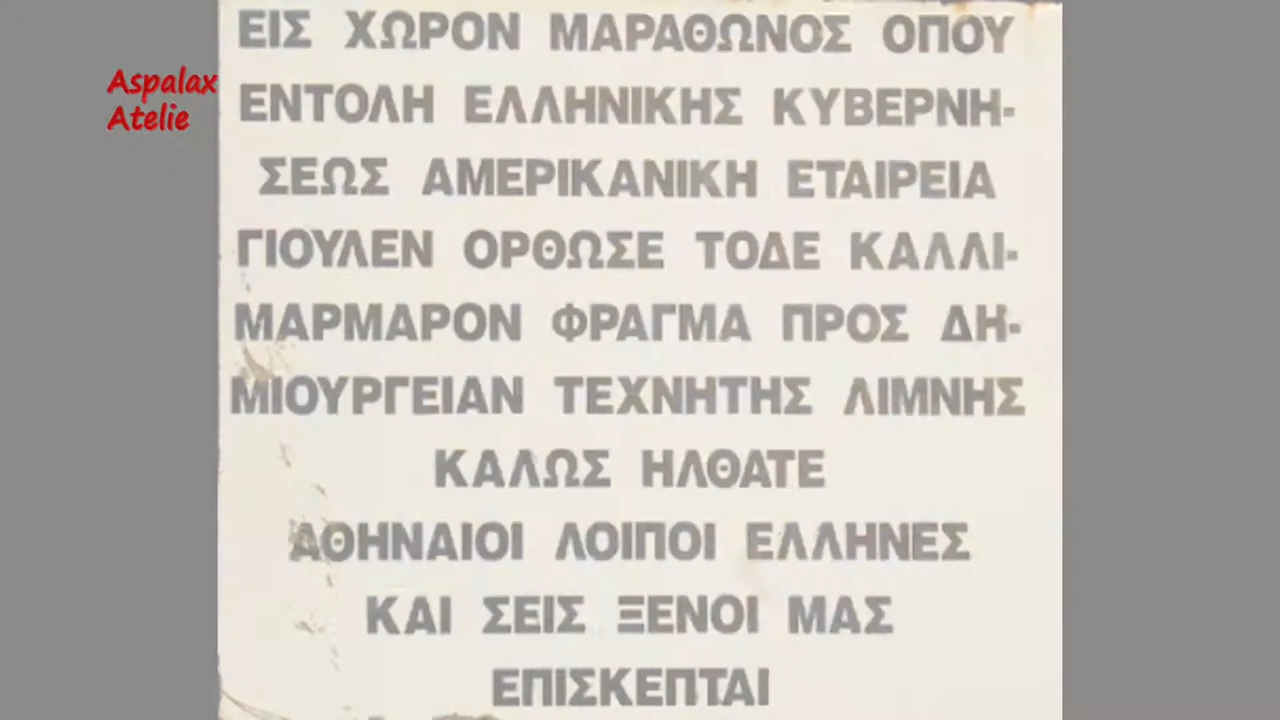 Aspalax
Atelie
ΕΙΣ ΧΩΡΟΝ ΜΑΡΑΘΩΝΟΣ ΟΠΟΥ
ΕΝΤΟΛΗ ΕΛΛΗΝΙΚΗΣ ΚΥΒΕΡΝΗ-
ΣΕΩΣ ΑΜΕΡΙΚΑΝΙΚΗ ΕΤΑΙΡΕΙΑ
ΓΙΟΥΛΕΝ ΟΡΘΩΣΕ ΤΟΔΕ ΚΑΛΛΙ-
ΜΑΡΜΑΡΟΝ ΦΡΑΓΜΑ ΠΡΟΣ ΔΗ-
ΜΙΟΥΡΓΕΙΑΝ ΤΕΧΝΗΤΗΣ ΛΙΜΝΗΣ
ΚΑΛΩΣ ΗΛΘΑΤΕ
ΑΘΗΝΑΙΟΙ ΛΟΙΠΟΙ ΕΛΛΗΝΕΣ
ΚΑΙ ΣΕΙΣ ΞΕΝΟΙ ΜΑΣ
ΕΠΙΣΚΕΠΤΑΙ